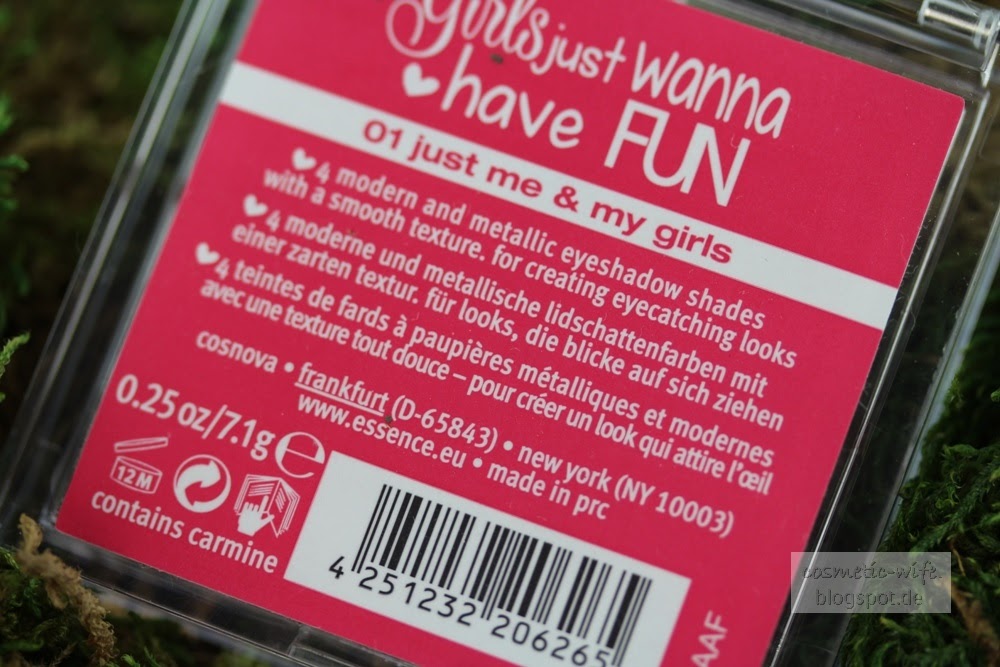 girls just wanna
have FUN
01 just me & my girls
4 modern and metallic eyeshadow shades
with a smooth texture. for creating eyecatching looks
4 moderne und metallische lidschattenfarben mit
einer zarten textur. für looks, die blicke auf sich ziehen
4 teintes de fards à paupières métalliques et modernes
avec une texture tout douce – pour créer un look qui attire l'œil
cosnova • frankfurt (D-65843) • new york (NY 10003)
www.essence.eu • made in prc
0.25 oz/7.1g e
12M
contains carmine
4 251232 206265
AAF
cosmetic-wife.
blogspot.de